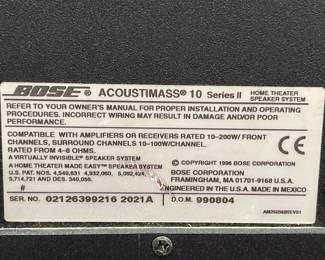 BOSE® ACOUSTIMASS® 10 Series II HOME THEATER SPEAKER SYSTEM
REFER TO YOUR OWNER'S MANUAL FOR PROPER INSTALLATION AND OPERATING
PROCEDURES. INCORRECT WIRING MAY RESULT IN DAMAGE AND/OR POOR
PERFORMANCE.
COMPATIBLE WITH AMPLIFIERS OR RECEIVERS RATED 10-200W/ FRONT
CHANNELS, SURROUND CHANNELS 10-100W/CHANNEL.
RATED FROM 4-8 OHMS.
A VIRTUALLY INVISIBLE® SPEAKER SYSTEM
A HOME THEATER MADE EASY™ SPEAKER SYSTEM
U.S. PAT. NOS. 4,549,631 4,932,060, 5,092,424,
5,714,721 AND DES. 340,056.
CE
© COPYRIGHT 1996 BOSE CORPORATION
BOSE CORPORATION
FRAMINGHAM, MA 01701-9168 U.S.A.
ENGINEERED IN THE U.S.A. MADE IN MEXICO
#
SER. NO. 02126399216 2021A D.O.M. 990804